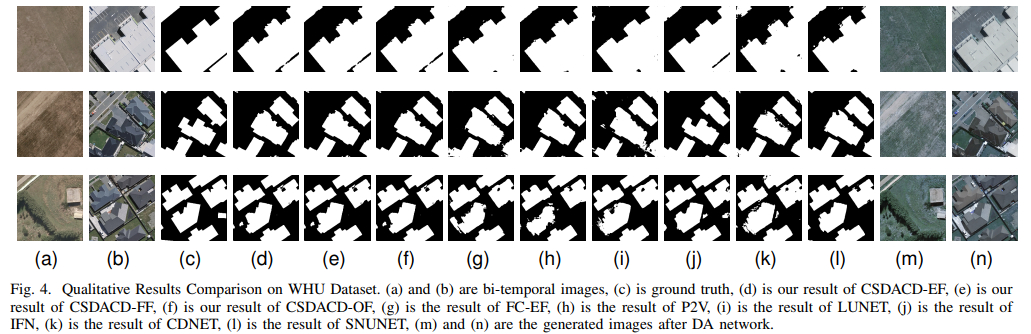 (a) (b) (c) (d) (e) (f) (g) (h) (i) (j) (k) (l) (m) (n)
Fig. 4. Qualitative Results Comparison on WHU Dataset. (a) and (b) are bi-temporal images, (c) is ground truth, (d) is our result of CSDACD-EF, (e) is our
result of CSDACD-FF, (f) is our result of CSDACD-OF, (g) is the result of FC-EF, (h) is the result of P2V, (i) is the result of LUNET, (j) is the result of
IFN, (k) is the result of CDNET, (l) is the result of SNUNET, (m) and (n) are the generated images after DA network.